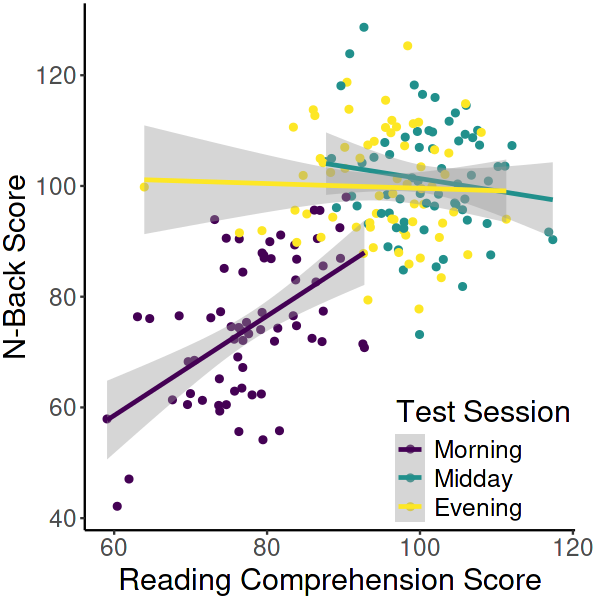 N-Back Score
120
100
80
60
40
Test Session
Morning
Midday
Evening
60 80 100 120
Reading Comprehension Score